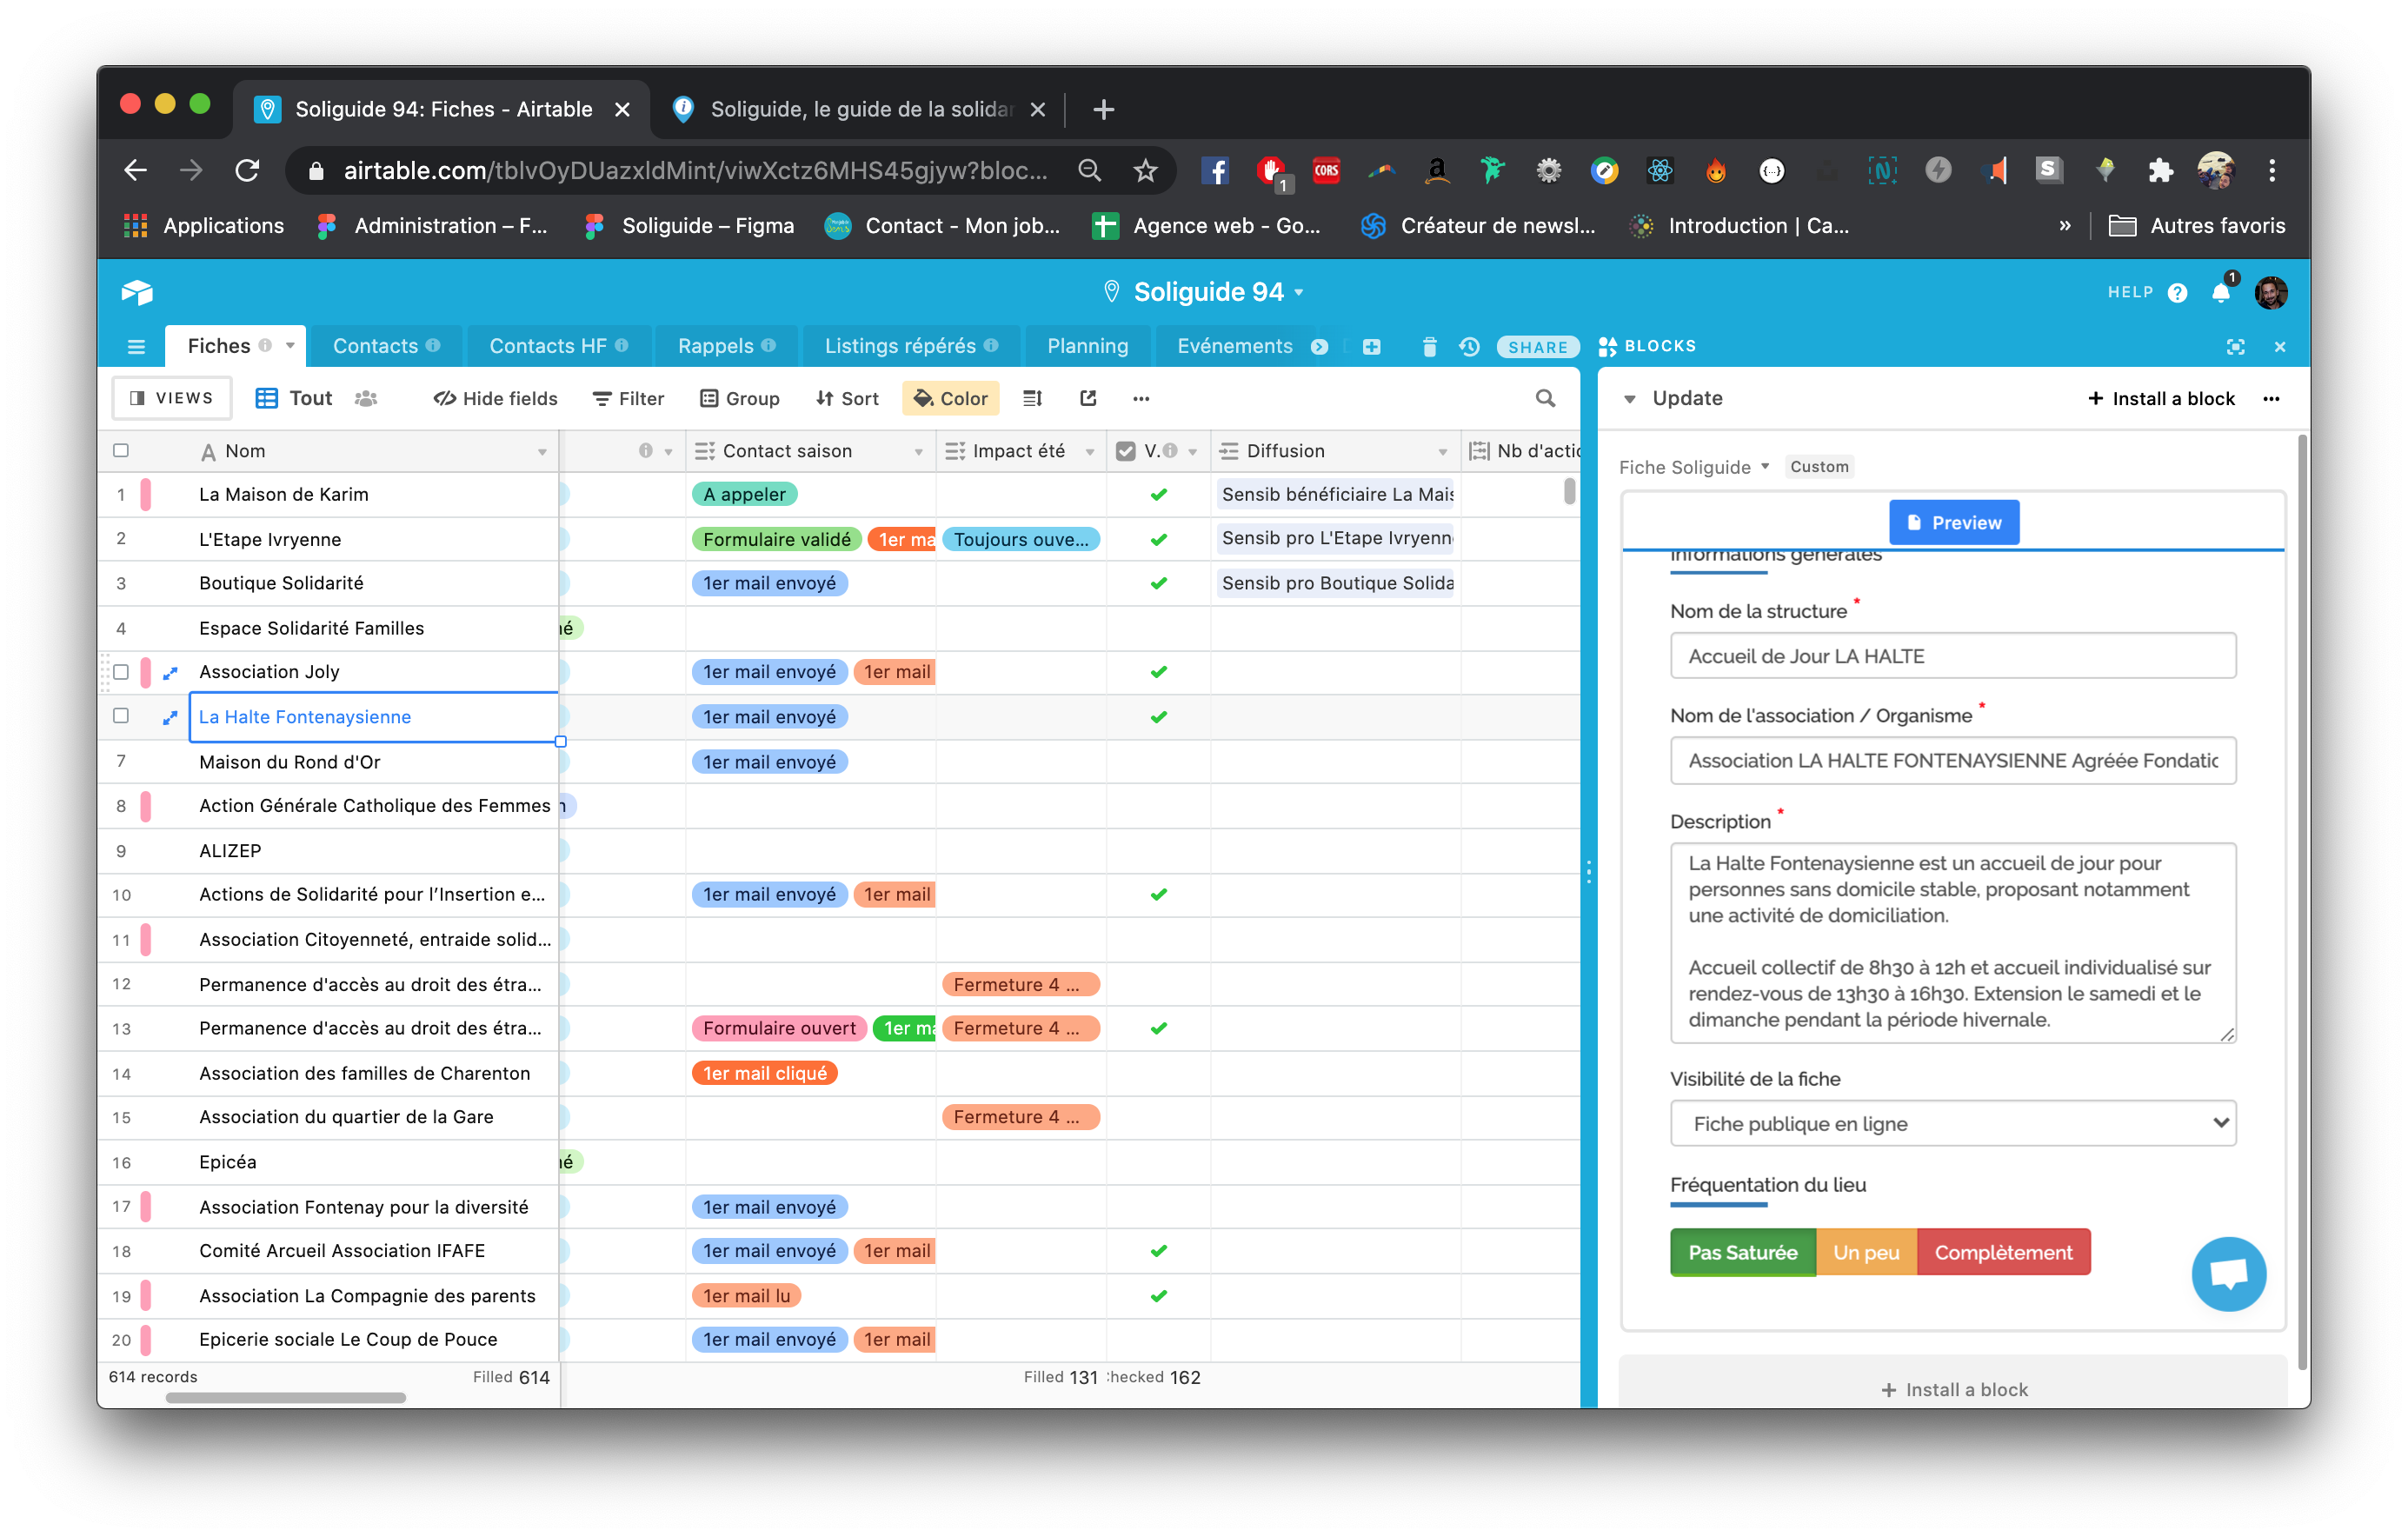 Soliguide 94: Fiches - Airtable
Soliguide, le guide de la solidar
airtable.com/tblvOyDUazxldMint/viwXctz6MHS45gjyw?bloc...
1
CORS
Applications
Administration – F...
Soliguide – Figma
Contact - Mon job...
Agence web - Go...
Créateur de newsl...
Introduction | Ca...
»
Autres favoris
Soliguide 94
HELP
1
Fiches
Contacts
Contacts HF
Rappels
Listings répérés
Planning
Evénements
SHARE
BLOCKS
VIEWS
Tout
Hide fields
Filter
Group
Sort
Color
Update
+ Install a block
Nom
Contact saison
Impact été
V.
Diffusion
Nb d'actio
1 La Maison de Karim A appeler Sensib bénéficiaire La Mais
2 L'Etape Ivryenne Formulaire validé 1er ma Toujours ouve... Sensib pro L'Etape Ivryenn
3 Boutique Solidarité 1er mail envoyé Sensib pro Boutique Solida
4 Espace Solidarité Familles é
Association Joly 1er mail envoyé 1er mail
La Halte Fontenaysienne 1er mail envoyé
7 Maison du Rond d'Or 1er mail envoyé
8 Action Générale Catholique des Femmes n
9 ALIZEP
10 Actions de Solidarité pour l'Insertion e... 1er mail envoyé 1er mail
11 Association Citoyenneté, entraide solid...
12 Permanence d'accès au droit des étra... Fermeture 4 ...
13 Permanence d'accès au droit des étra... Formulaire ouvert 1er ma Fermeture 4 ...
14 Association des familles de Charenton 1er mail cliqué
15 Association du quartier de la Gare Fermeture 4 ...
16 Epicéa é
17 Association Fontenay pour la diversité 1er mail envoyé
18 Comité Arcueil Association IFAFE 1er mail envoyé 1er mail
19 Association La Compagnie des parents 1er mail lu
20 Epicerie sociale Le Coup de Pouce 1er mail envoyé 1er mail
614 records Filled 614 Filled 131 hecked 162
Fiche Soliguide Custom
Preview
Informations générales
Nom de la structure *
Accueil de Jour LA HALTE
Nom de l'association / Organisme *
Association LA HALTE FONTENAYSIENNE Agréée Fondatic
Description *
La Halte Fontenaysienne est un accueil de jour pour
personnes sans domicile stable, proposant notamment
une activité de domiciliation.
Accueil collectif de 8h30 à 12h et accueil individualisé sur
rendez-vous de 13h30 à 16h30. Extension le samedi et le
dimanche pendant la période hivernale.
Visibilité de la fiche
Fiche publique en ligne
Fréquentation du lieu
Pas Saturée Un peu Complètement
+ Install a block